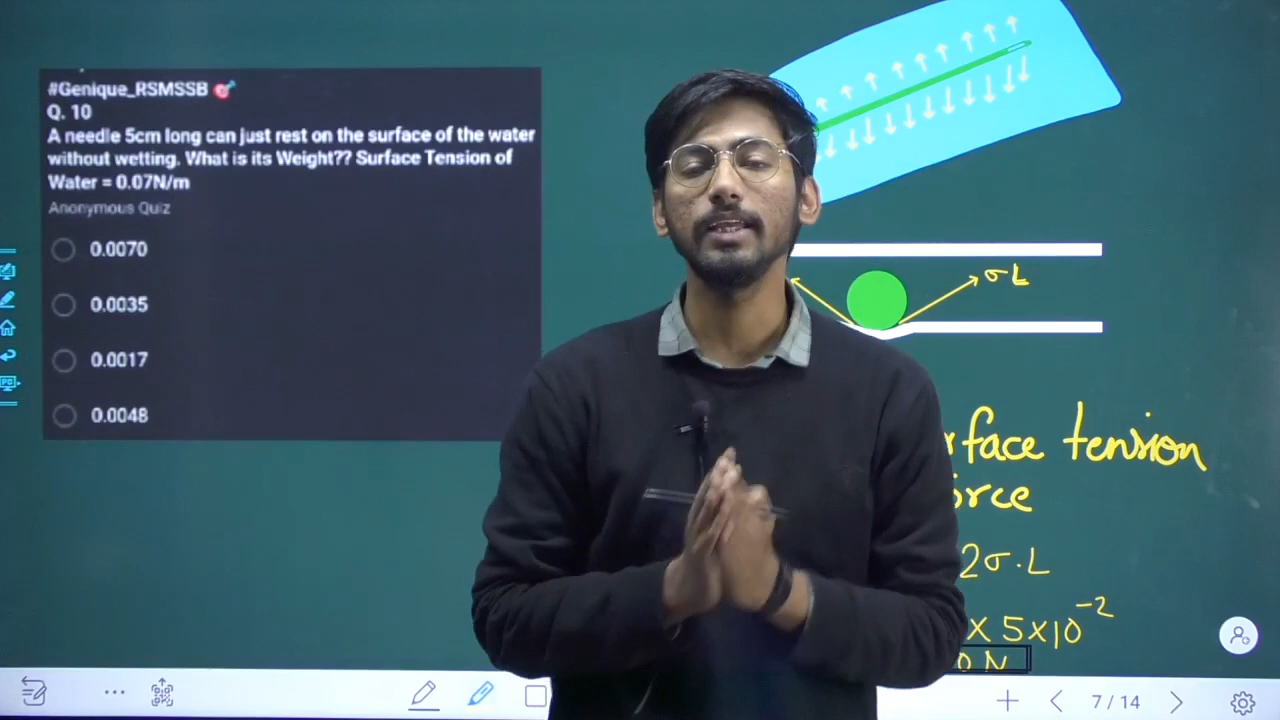 #Genique_RSMSSB 🎯
Q. 10
A needle 5cm long can just rest on the surface of the water
without wetting. What is its Weight?? Surface Tension of
Water = 0.07N/m
Anonymous Quiz
0.0070
0.0035
0.0017
0.0048
σL
rface tension
orce
2σ.L
X 5X10⁻²
0 N
7/14